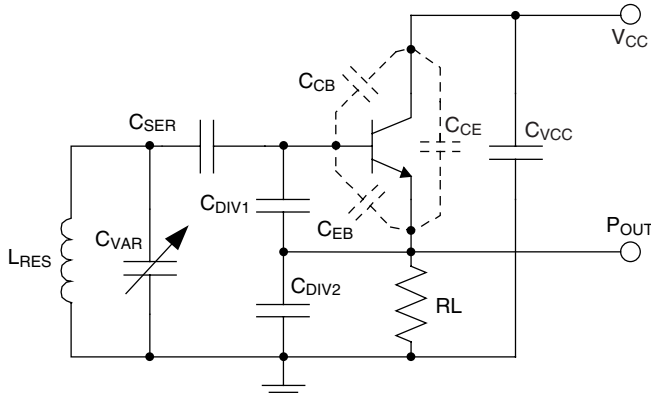 VCC
CCB
CSER
CCE
CVCC
CDIV1
CEB
POUT
CVAR
LRES
CDIV2
RL